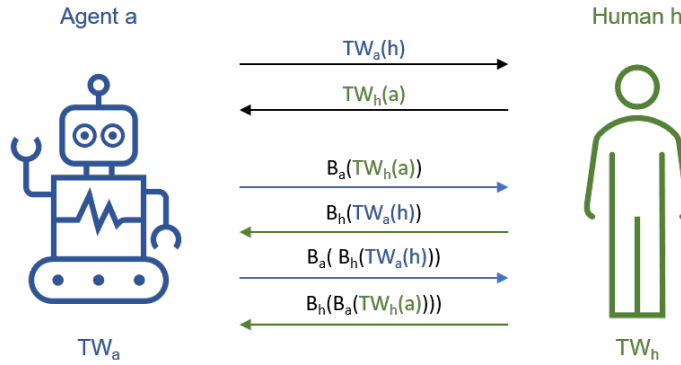 Agent a
Human h
TWₐ(h)
TWₕ(a)
Bₐ(TWₕ(a))
Bₕ(TWₐ(h))
Bₐ( Bₕ(TWₐ(h)))
Bₕ(Bₐ(TWₕ(a))))
TWₐ
TWₕ